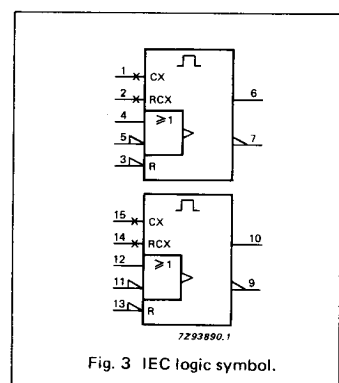 1 CX
2 RCX 6
4 ≥1
5 7
3 R
15 CX
14 RCX 10
12 ≥1
11 9
13 R
7Z93890.1
Fig. 3 IEC logic symbol.